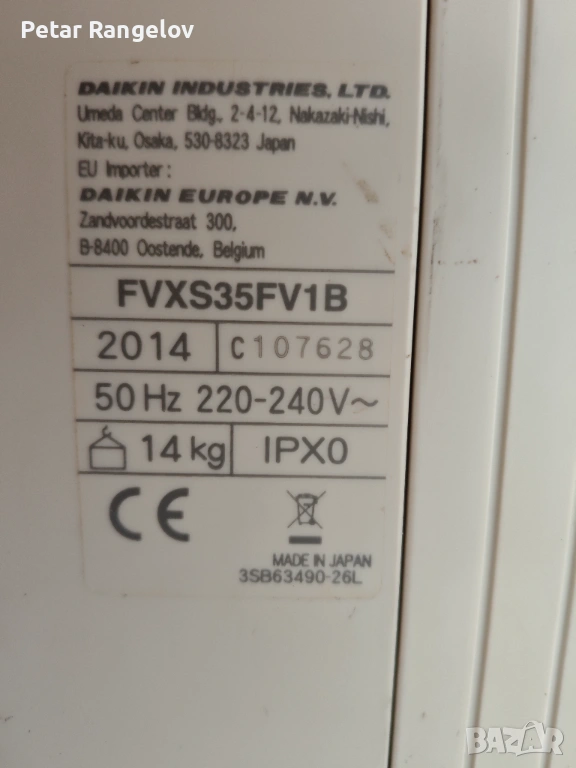 Petar Rangelov
DAIKIN INDUSTRIES, LTD.
Umeda Center Bldg., 2-4-12, Nakazaki-Nishi,
Kita-ku, Osaka, 530-8323 Japan
EU Importer :
DAIKIN EUROPE N.V.
Zandvoordestraat 300,
B-8400 Oostende, Belgium
FVXS35FV1B
2014 C107628
50 Hz 220-240V~
14 kg IPX0
CE
MADE IN JAPAN
3SB63490-26L
BAZAR